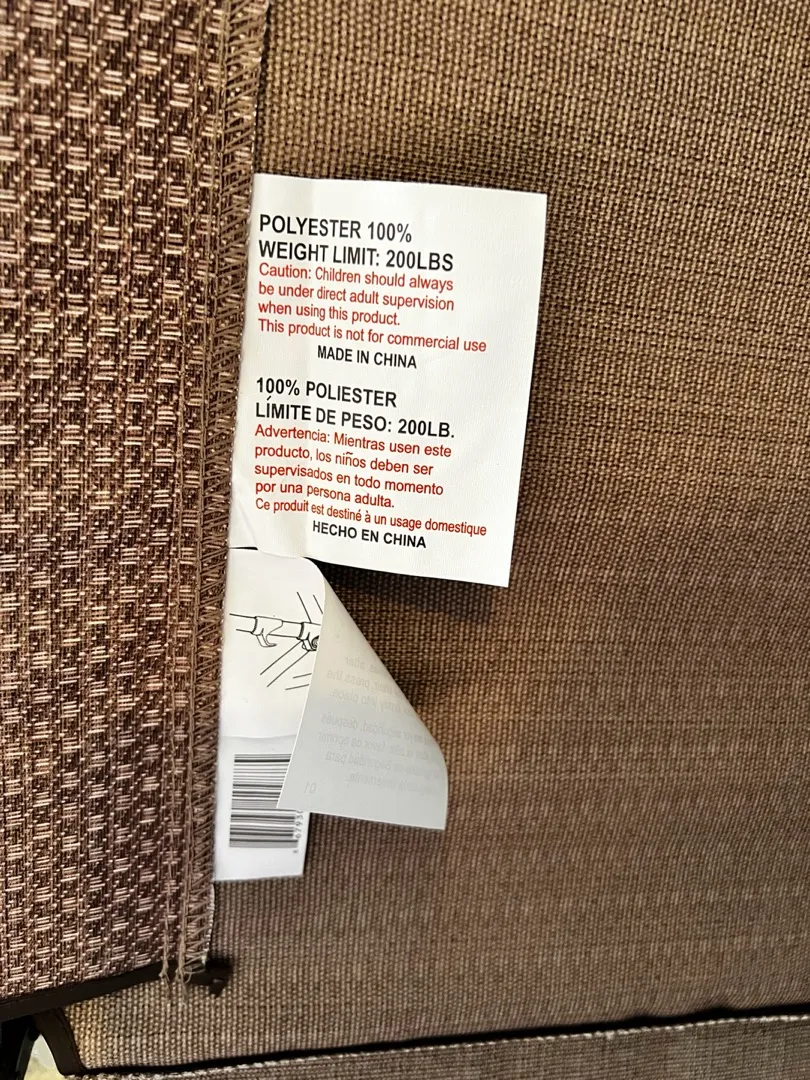 POLYESTER 100%
WEIGHT LIMIT: 200LBS
Caution: Children should always
be under direct adult supervision
when using this product.
This product is not for commercial use
MADE IN CHINA
100% POLIESTER
LÍMITE DE PESO: 200LB.
Advertencia: Mientras usen este
producto, los niños deben ser
supervisados en todo momento
por una persona adulta.
Ce produit est destiné à un usage domestique
HECHO EN CHINA